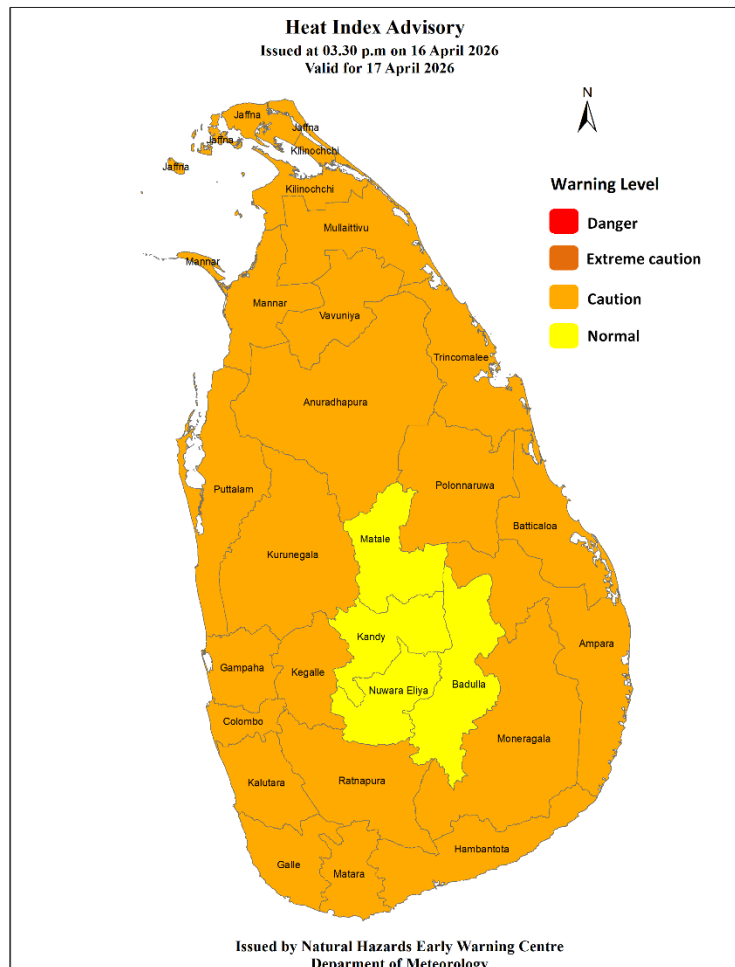 Heat Index Advisory
Issued at 03.30 p.m on 16 April 2026
Valid for 17 April 2026
N
Jaffna
Jaffna
Jaffna
Kilinochchi
Jaffna
Kilinochchi
Warning Level
Danger
Mullaittivu
Extreme caution
Mannar
Mannar
Caution
Vavuniya
Normal
Trincomalee
Anuradhapura
Polonnaruwa
Puttalam
Batticaloa
Matale
Kurunegala
Kandy
Ampara
Gampaha
Kegalle
Nuwara Eliya
Badulla
Colombo
Moneragala
Kalutara
Ratnapura
Hambantota
Galle
Matara
Issued by Natural Hazards Early Warning Centre
Deparment of Meteorology